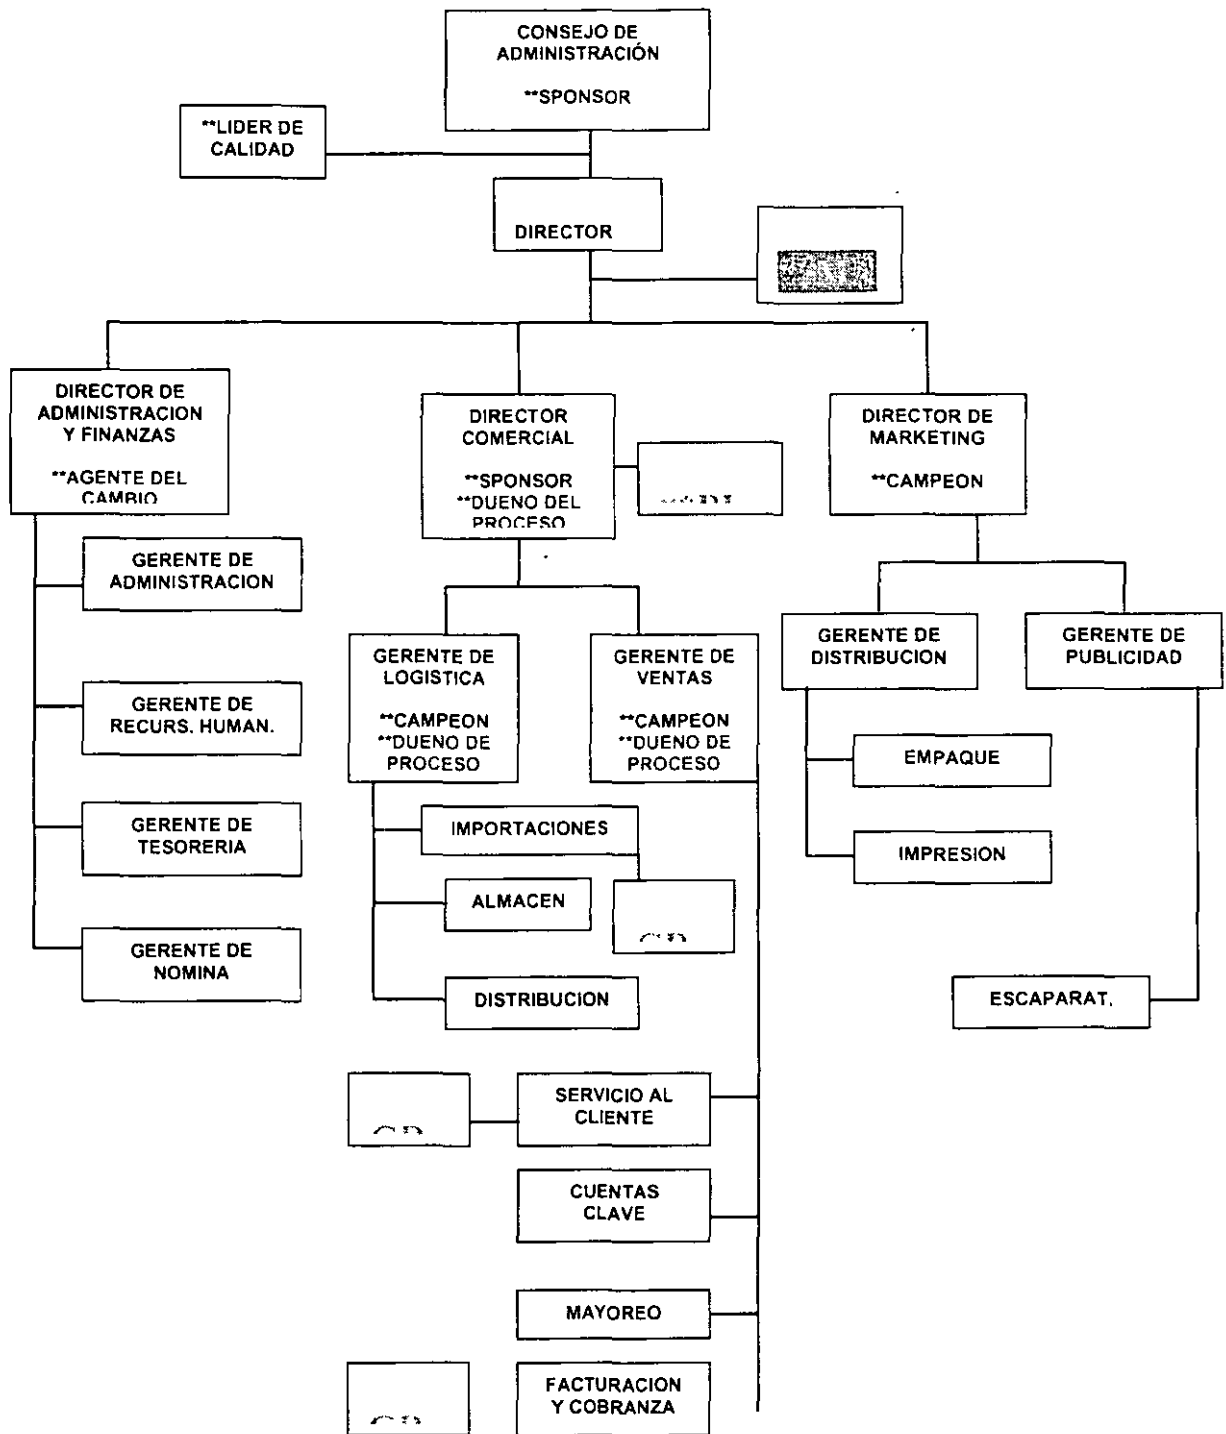 CONSEJO DE
ADMINISTRACIÓN
**SPONSOR
**LIDER DE
CALIDAD
DIRECTOR
DIRECTOR DE
ADMINISTRACION
Y FINANZAS
**AGENTE DEL
CAMBIO
DIRECTOR
COMERCIAL
**SPONSOR
**DUENO DEL
PROCESO
DIRECTOR DE
MARKETING
**CAMPEON
GERENTE DE
ADMINISTRACION
GERENTE DE
RECURS. HUMAN.
GERENTE DE
TESORERIA
GERENTE DE
NOMINA
GERENTE DE
LOGISTICA
**CAMPEON
**DUENO DE
PROCESO
GERENTE DE
VENTAS
**CAMPEON
**DUENO DE
PROCESO
GERENTE DE
DISTRIBUCION
GERENTE DE
PUBLICIDAD
IMPORTACIONES
ALMACEN
DISTRIBUCION
EMPAQUE
IMPRESION
ESCAPARAT.
SERVICIO AL
CLIENTE
CUENTAS
CLAVE
MAYOREO
FACTURACION
Y COBRANZA